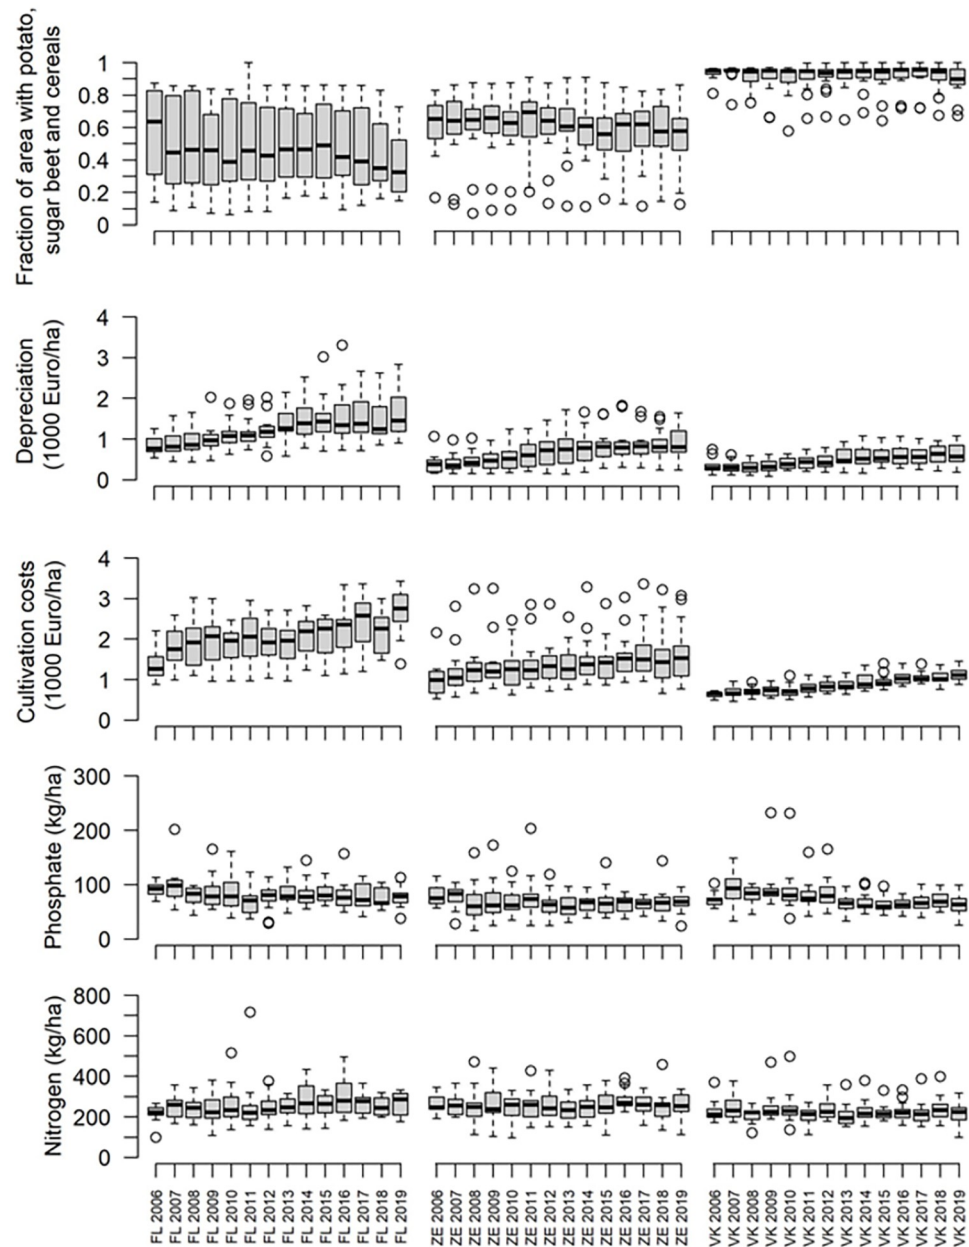 Fraction of area with potato,
sugar beet and cereals
1
0.8
0.6
0.4
0.2
0
Depreciation
(1000 Euro/ha)
4
3
2
1
0
Cultivation costs
(1000 Euro/ha)
4
3
2
1
0
Phosphate (kg/ha)
300
200
100
0
Nitrogen (kg/ha)
800
600
400
200
0
FL 2006
FL 2007
FL 2008
FL 2009
FL 2010
FL 2011
FL 2012
FL 2013
FL 2014
FL 2015
FL 2016
FL 2017
FL 2018
FL 2019
ZE 2006
ZE 2007
ZE 2008
ZE 2009
ZE 2010
ZE 2011
ZE 2012
ZE 2013
ZE 2014
ZE 2015
ZE 2016
ZE 2017
ZE 2018
ZE 2019
VK 2006
VK 2007
VK 2008
VK 2009
VK 2010
VK 2011
VK 2012
VK 2013
VK 2014
VK 2015
VK 2016
VK 2017
VK 2018
VK 2019